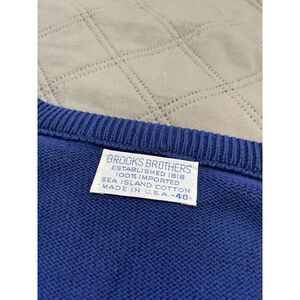 BROOKS BROTHERS
ESTABLISHED 1818
100% IMPORTED
SEA ISLAND COTTON
MADE IN U.S.A. -40-